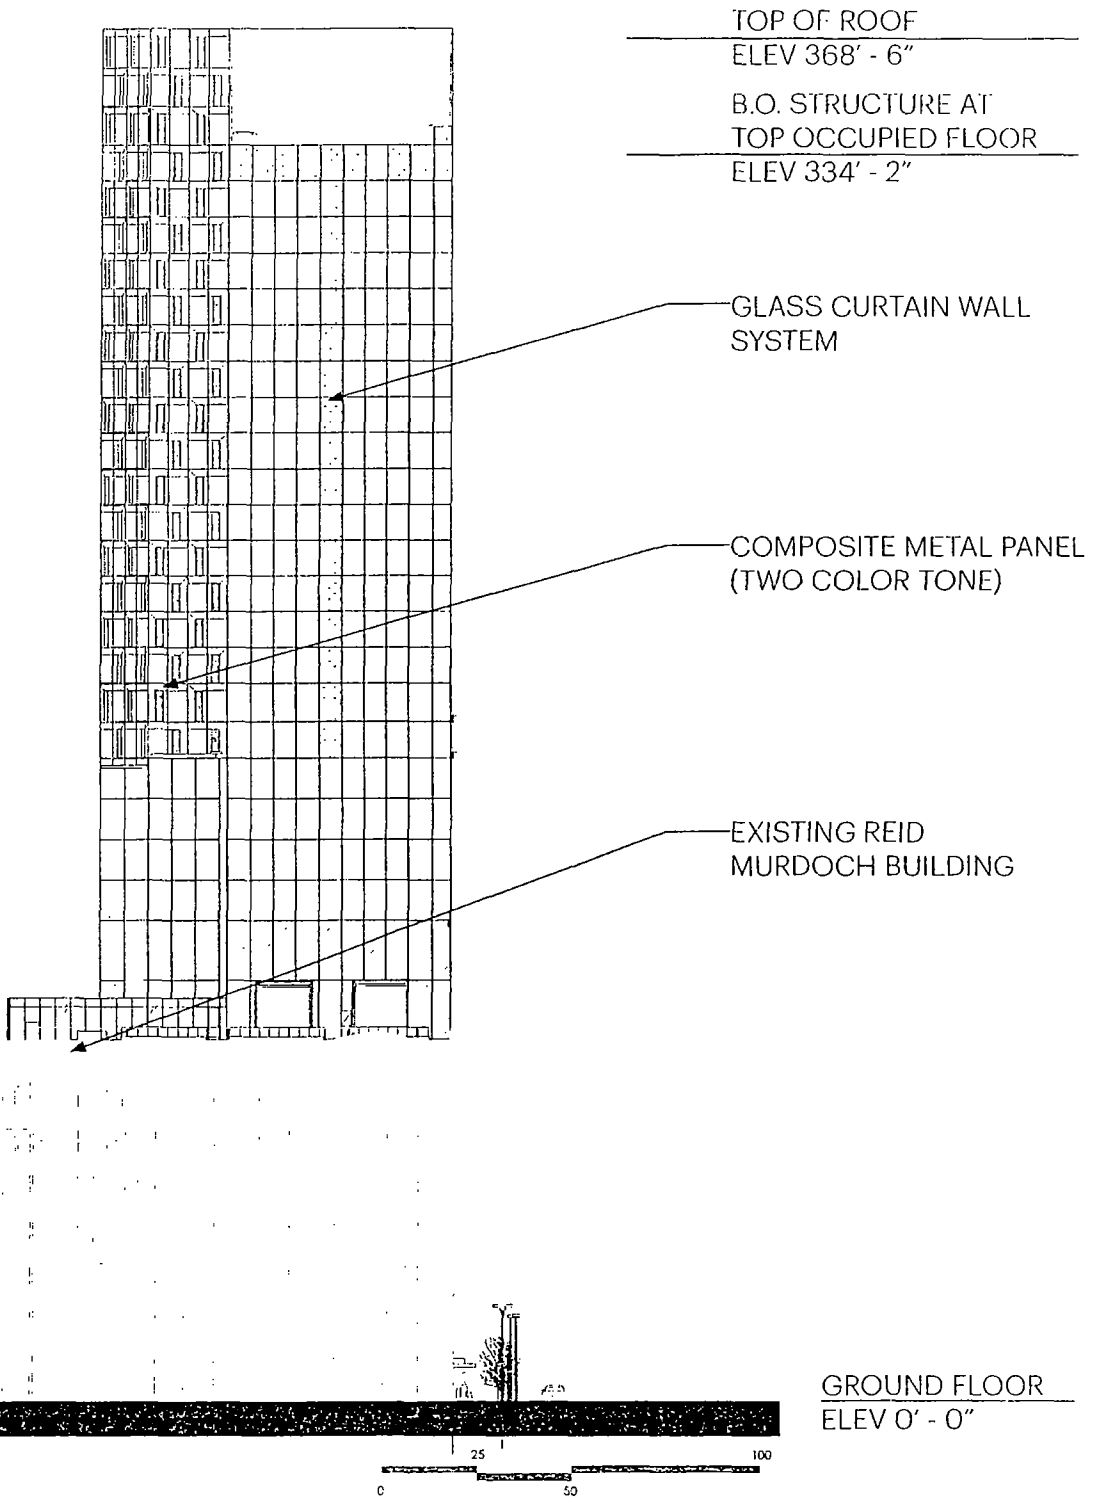 TOP OF ROOF
ELEV 368' - 6"
B.O. STRUCTURE AT
TOP OCCUPIED FLOOR
ELEV 334' - 2"
GLASS CURTAIN WALL
SYSTEM
COMPOSITE METAL PANEL
(TWO COLOR TONE)
EXISTING REID
MURDOCH BUILDING
GROUND FLOOR
ELEV 0' - 0"
25 100
0 50